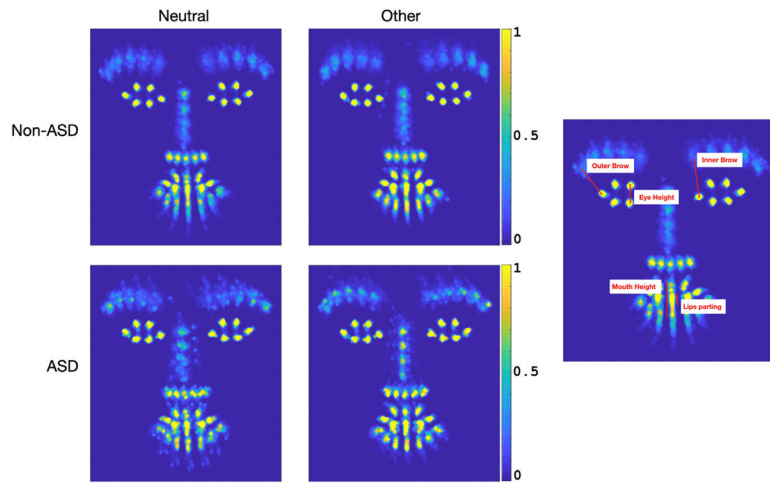 Neutral
Other
Non-ASD
1
0.5
0
Outer Brow
Inner Brow
Eye Height
Mouth Height
Lips parting
ASD
1
0.5
0